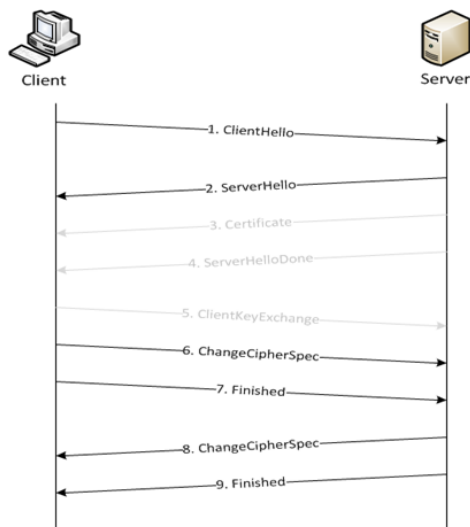 Client
Server
1. ClientHello
2. ServerHello
3. Certificate
4. ServerHelloDone
5. ClientKeyExchange
6. ChangeCipherSpec
7. Finished
8. ChangeCipherSpec
9. Finished